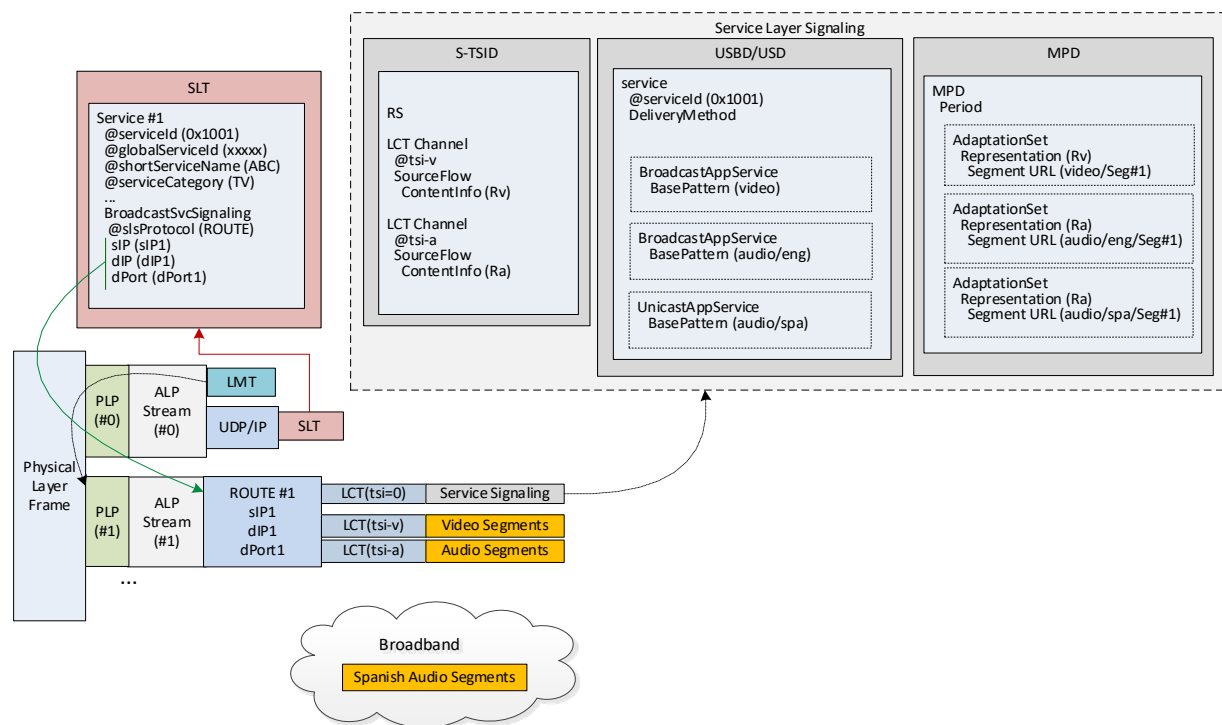 Service Layer Signaling
S-TSID
RS
LCT Channel
@tsi-v
SourceFlow
ContentInfo (Rv)
LCT Channel
@tsi-a
SourceFlow
ContentInfo (Ra)
USBD/USD
service
@serviceId (0x1001)
DeliveryMethod
BroadcastAppService
BasePattern (video)
BroadcastAppService
BasePattern (audio/eng)
UnicastAppService
BasePattern (audio/spa)
MPD
MPD
Period
AdaptationSet
Representation (Rv)
Segment URL (video/Seg#1)
AdaptationSet
Representation (Ra)
Segment URL (audio/eng/Seg#1)
AdaptationSet
Representation (Ra)
Segment URL (audio/spa/Seg#1)
SLT
Service #1
@serviceId (0x1001)
@globalServiceId (xxxxx)
@shortServiceName (ABC)
@serviceCategory (TV)
...
BroadcastSvcSignaling
@slsProtocol (ROUTE)
sIP (sIP1)
dIP (dIP1)
dPort (dPort1)
Physical
Layer
Frame
PLP
(#0)
ALP
Stream
(#0)
LMT
UDP/IP
SLT
PLP
(#1)
ALP
Stream
(#1)
ROUTE #1
sIP1
dIP1
dPort1
LCT(tsi=0)
Service Signaling
LCT(tsi-v)
Video Segments
LCT(tsi-a)
Audio Segments
...
Broadband
Spanish Audio Segments